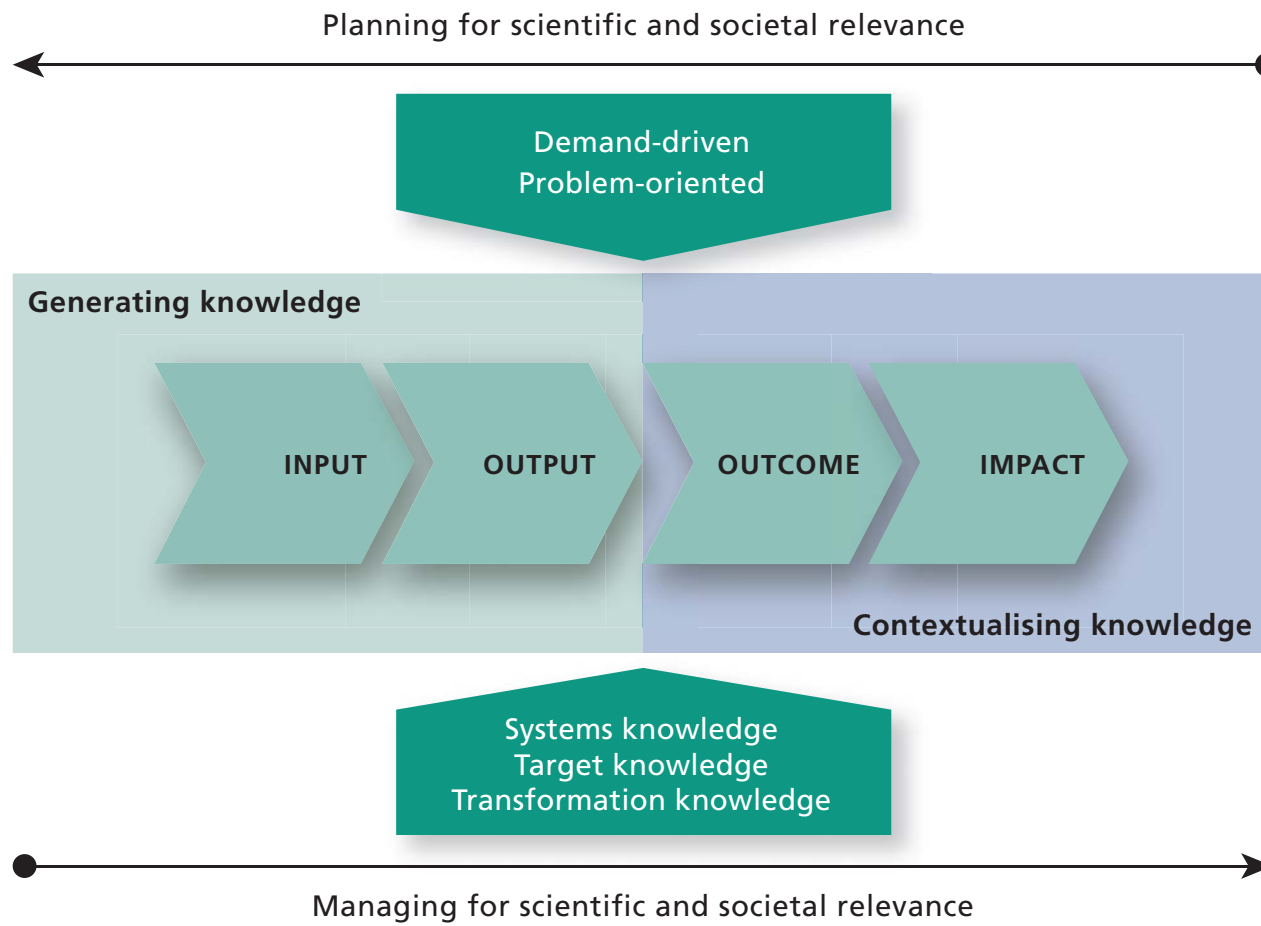 Planning for scientific and societal relevance
Demand-driven
Problem-oriented
Generating knowledge
INPUT
OUTPUT
OUTCOME
IMPACT
Contextualising knowledge
Systems knowledge
Target knowledge
Transformation knowledge
Managing for scientific and societal relevance